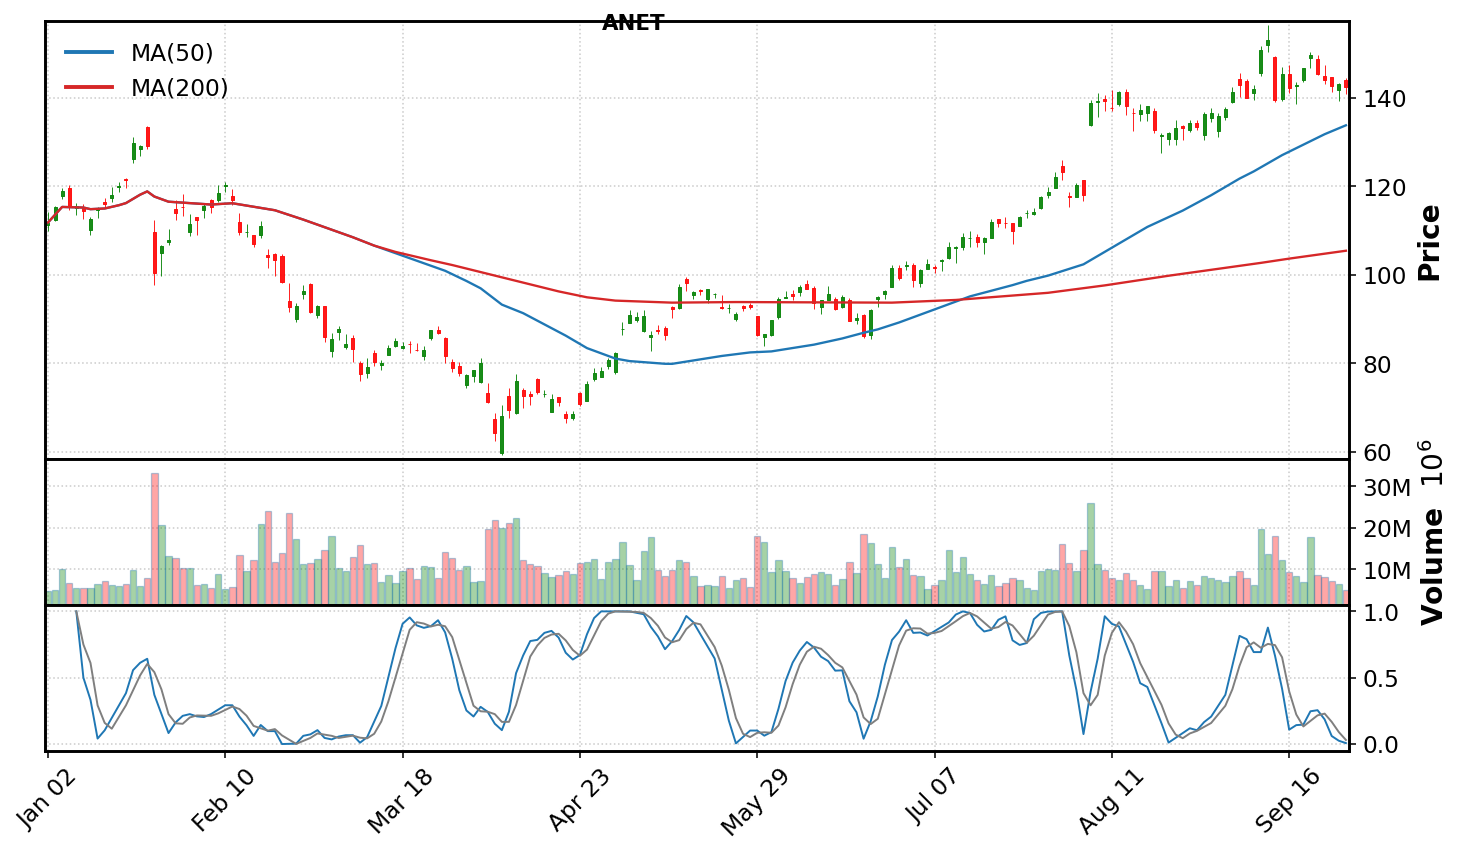 ANET
MA(50)
MA(200)
140
120
100
80
60
Price
30M
20M
10M
Volume 10^6
1.0
0.5
0.0
Jan 02
Feb 10
Mar 18
Apr 23
May 29
Jul 07
Aug 11
Sep 16